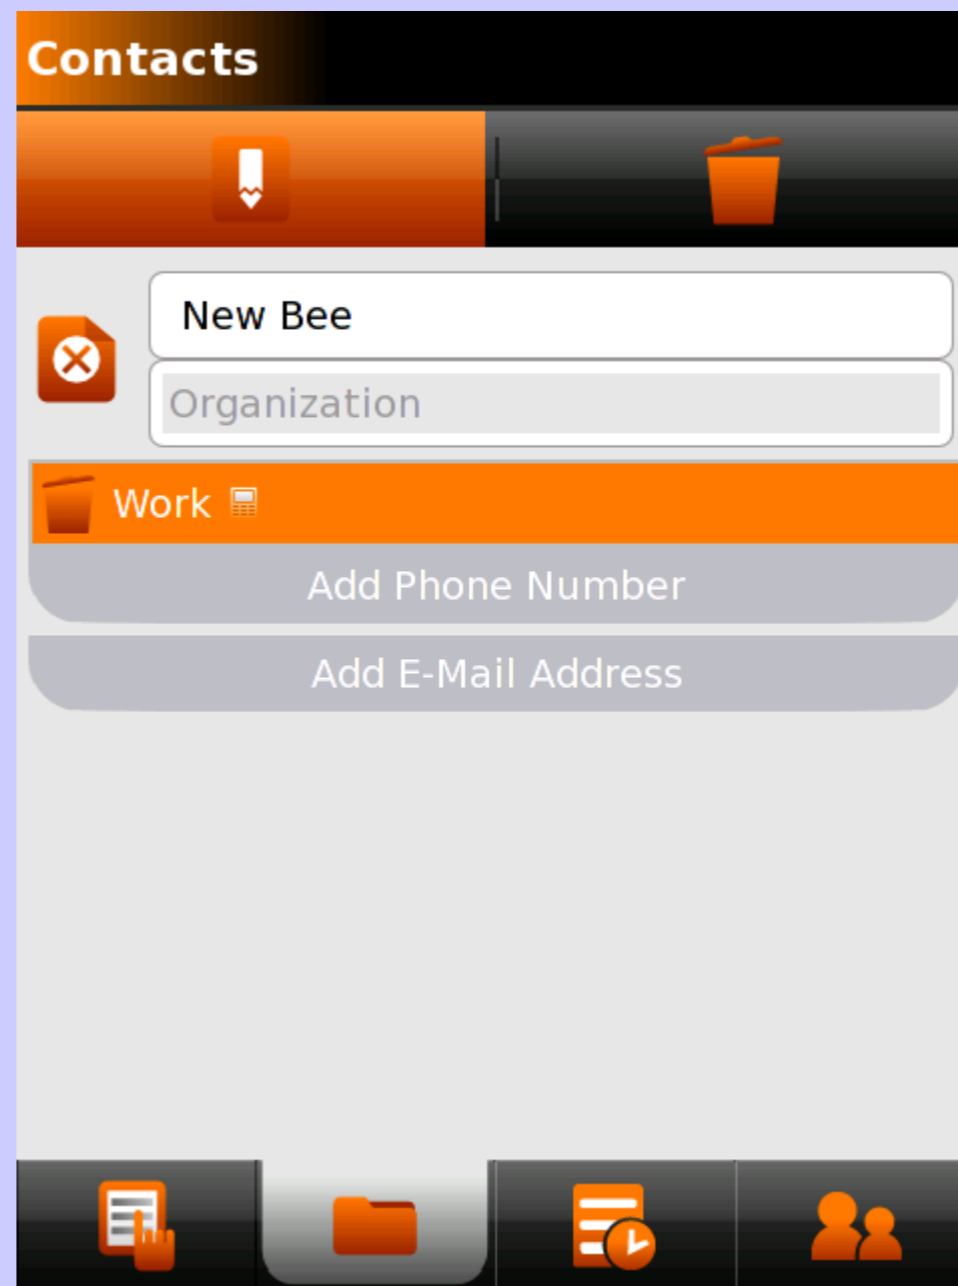 Contacts
New Bee
Organization
Work
Add Phone Number
Add E-Mail Address